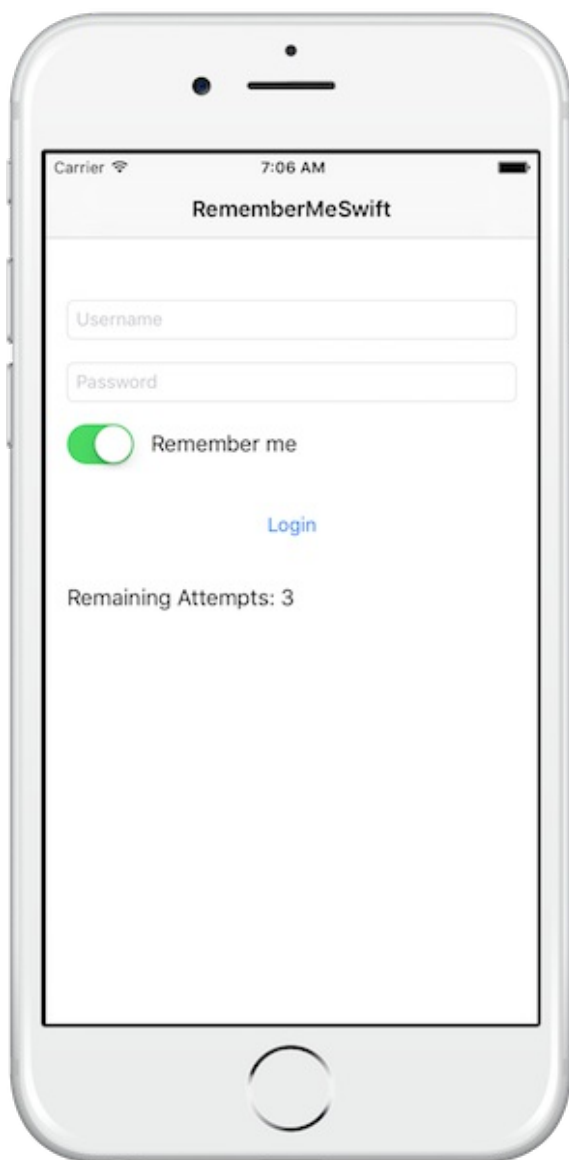 Carrier 7:06 AM
RememberMeSwift
Username
Password
Remember me
Login
Remaining Attempts: 3